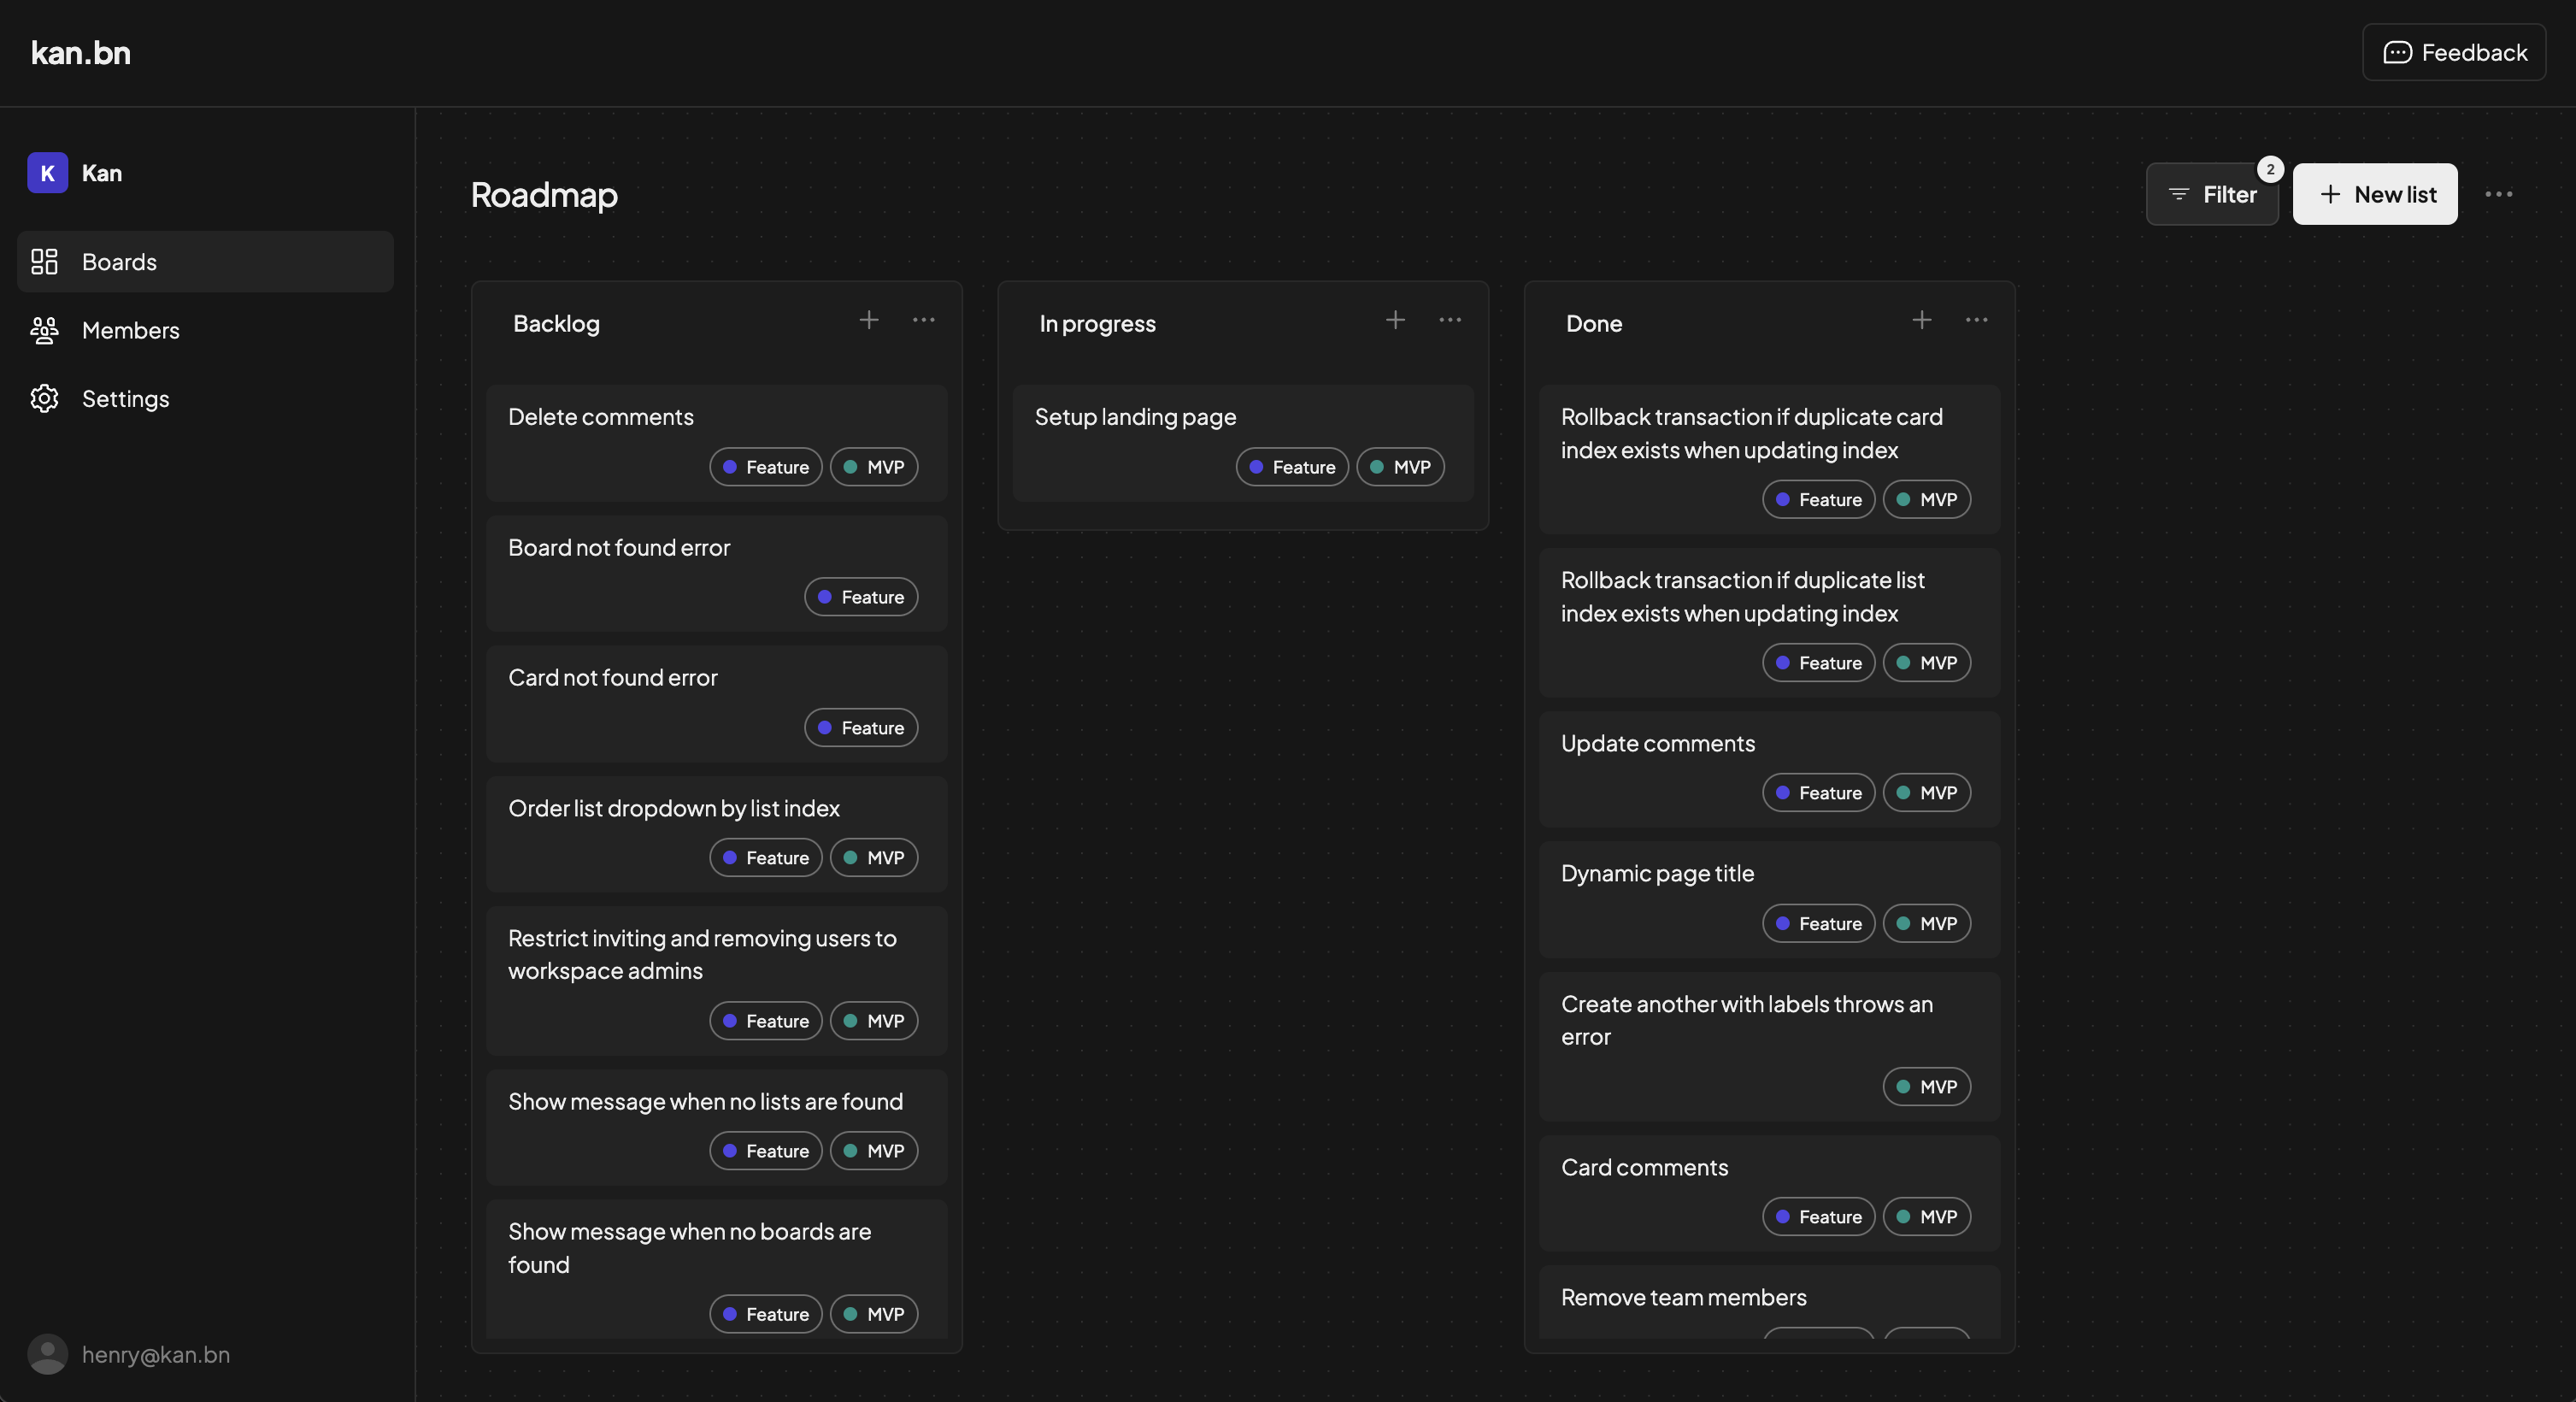 kan.bn
Feedback
K
Kan
Boards
Members
Settings
henry@kan.bn
Roadmap
Filter
2
New list
Backlog
Delete comments
Feature
MVP
Board not found error
Feature
Card not found error
Feature
Order list dropdown by list index
Feature
MVP
Restrict inviting and removing users to
workspace admins
Feature
MVP
Show message when no lists are found
Feature
MVP
Show message when no boards are
found
Feature
MVP
In progress
Setup landing page
Feature
MVP
Done
Rollback transaction if duplicate card
index exists when updating index
Feature
MVP
Rollback transaction if duplicate list
index exists when updating index
Feature
MVP
Update comments
Feature
MVP
Dynamic page title
Feature
MVP
Create another with labels throws an
error
MVP
Card comments
Feature
MVP
Remove team members